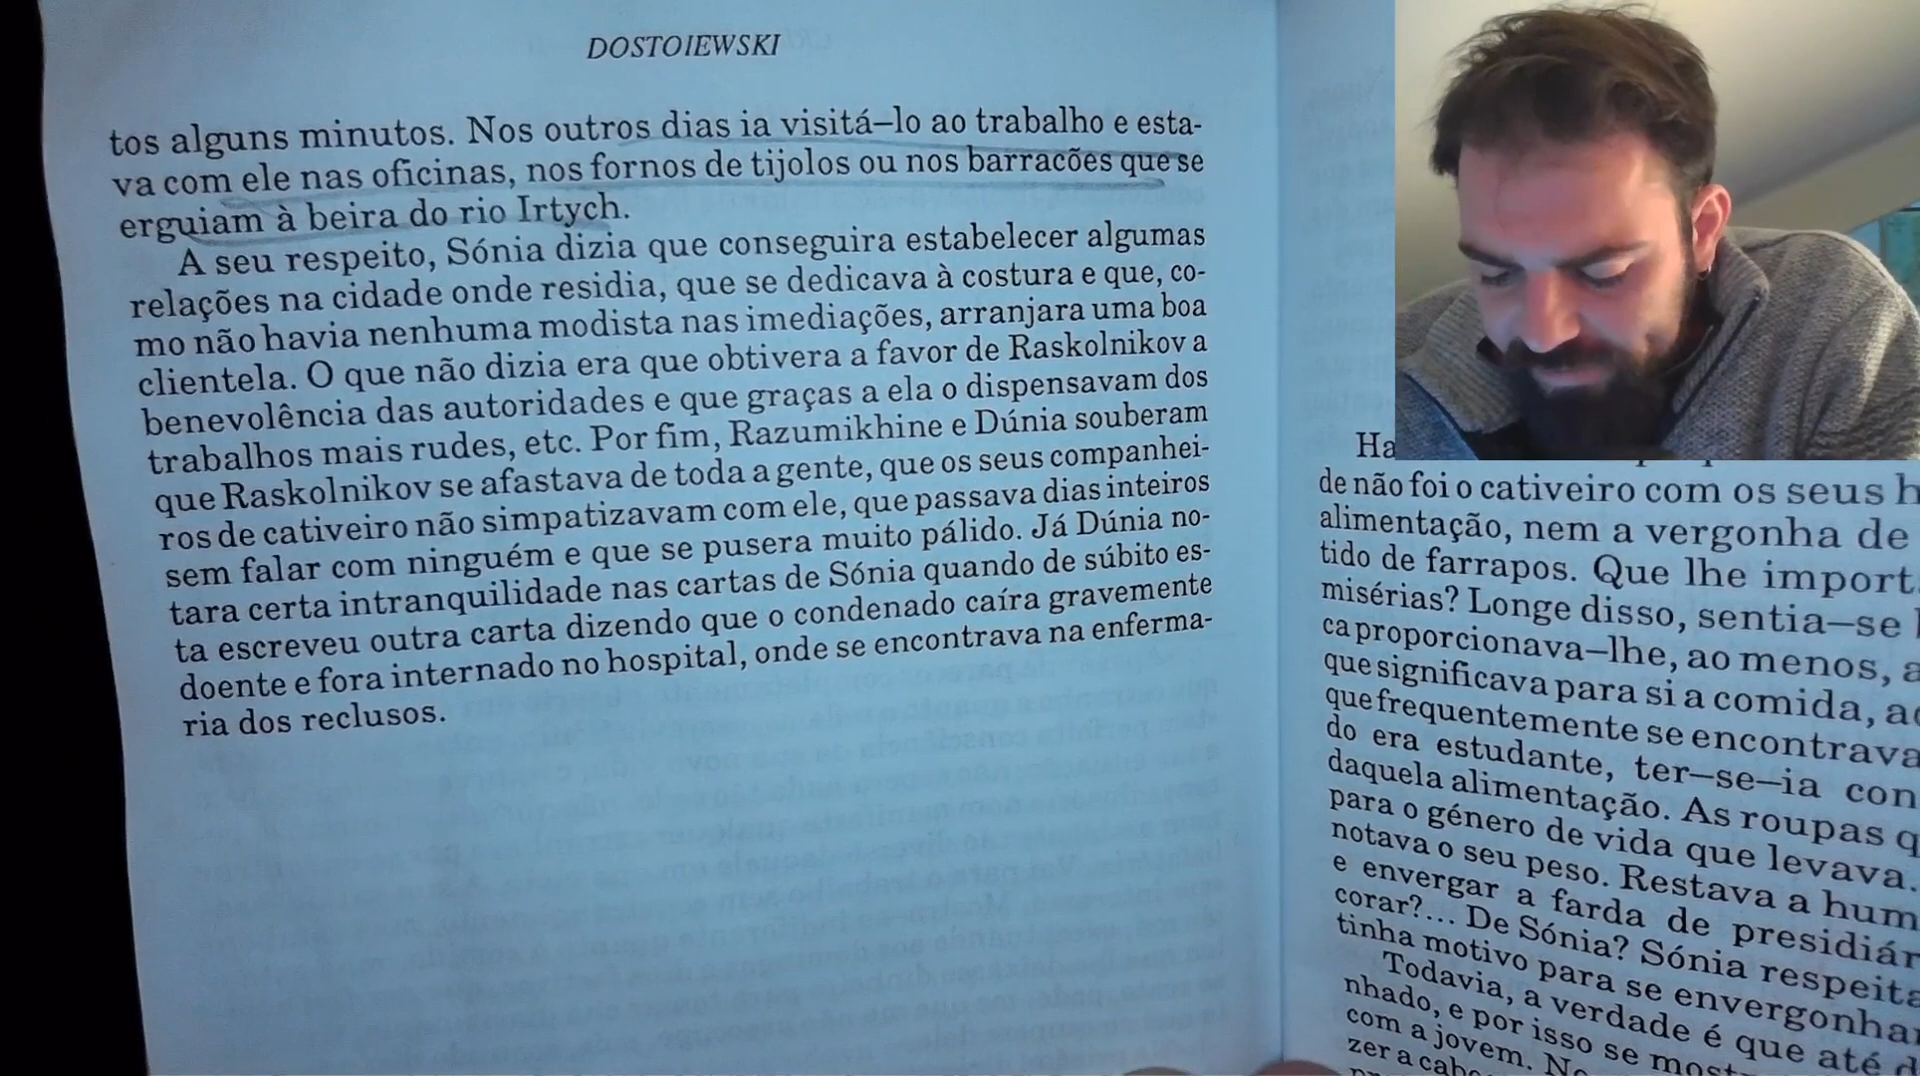 DOSTOIEWSKI
tos alguns minutos. Nos outros dias ia visitá—lo ao trabalho e esta-
va com ele nas oficinas, nos fornos de tijolos ou nos barracões que se
erguiam à beira do rio Irtych.
A seu respeito, Sónia dizia que conseguira estabelecer algumas
relações na cidade onde residia, que se dedicava à costura e que, co-
mo não havia nenhuma modista nas imediações, arranjara uma boa
clientela. O que não dizia era que obtivera a favor de Raskolnikov a
benevolência das autoridades e que graças a ela o dispensavam dos
trabalhos mais rudes, etc. Por fim, Razumikhine e Dúnia souberam
que Raskolnikov se afastava de toda a gente, que os seus companhei-
ros de cativeiro não simpatizavam com ele, que passava dias inteiros
sem falar com ninguém e que se pusera muito pálido. Já Dúnia no-
tara certa intranquilidade nas cartas de Sónia quando de súbito es-
ta escreveu outra carta dizendo que o condenado caíra gravemente
doente e fora internado no hospital, onde se encontrava na enferma-
ria dos reclusos.
Ha
de não foi o cativeiro com os seus h
alimentação, nem a vergonha de
tido de farrapos. Que lhe import
misérias? Longe disso, sentia—se
ca proporcionava—lhe, ao menos, a
que significava para si a comida, ac
que frequentemente se encontrava
do era estudante, ter—se—ia con
daquela alimentação. As roupas q
para o género de vida que levava.
notava o seu peso. Restava a hum
e envergar a farda de presidiár
corar?... De Sónia? Sónia respeita
tinha motivo para se envergonhar
Todavia, a verdade é que até d
nhado, e por isso se most
com a jovem. No
zer a cabo